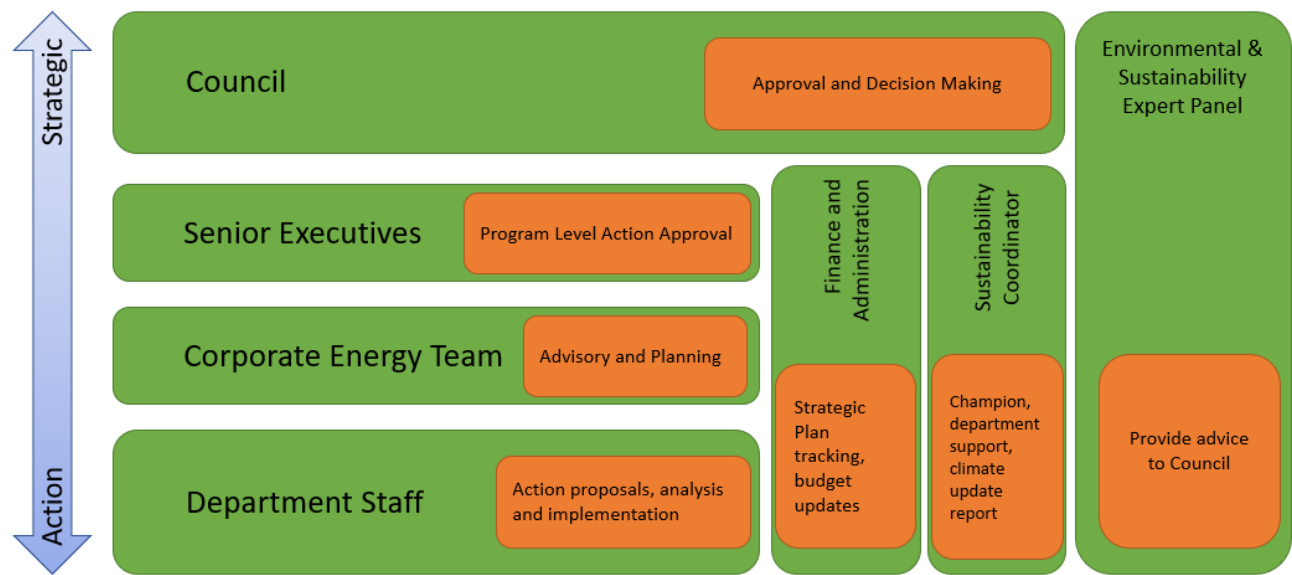 Strategic
Action
Council
Approval and Decision Making
Senior Executives
Program Level Action Approval
Corporate Energy Team
Advisory and Planning
Department Staff
Action proposals, analysis
and implementation
Finance and
Administration
Strategic
Plan
tracking,
budget
updates
Sustainability
Coordinator
Champion,
department
support,
climate
update
report
Environmental &
Sustainability
Expert Panel
Provide advice
to Council